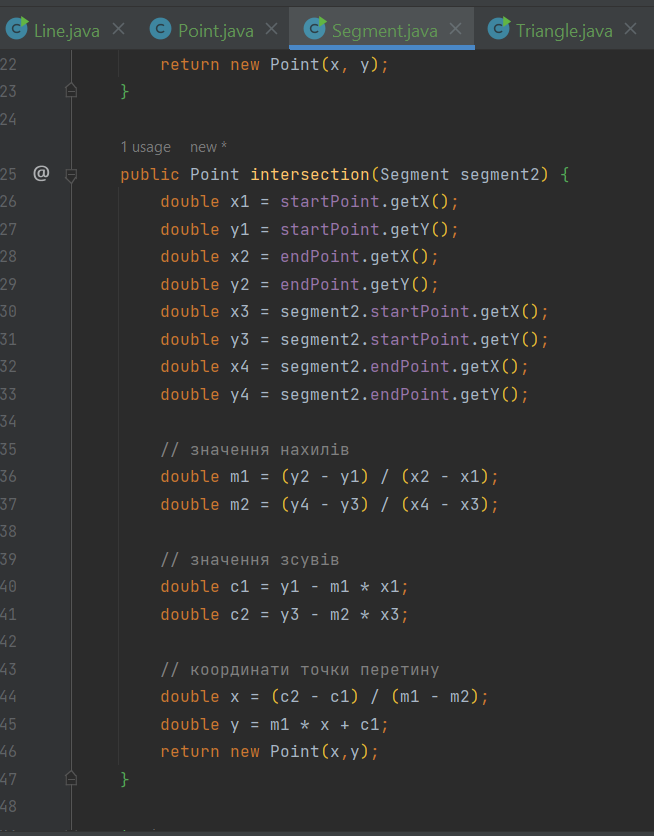 Line.java Point.java Segment.java Triangle.java
22 return new Point(x, y);
23 }
24
1 usage new *
25 @ public Point intersection(Segment segment2) {
26 double x1 = startPoint.getX();
27 double y1 = startPoint.getY();
28 double x2 = endPoint.getX();
29 double y2 = endPoint.getY();
30 double x3 = segment2.startPoint.getX();
31 double y3 = segment2.startPoint.getY();
32 double x4 = segment2.endPoint.getX();
33 double y4 = segment2.endPoint.getY();
34
35 // значення нахилів
36 double m1 = (y2 - y1) / (x2 - x1);
37 double m2 = (y4 - y3) / (x4 - x3);
38
39 // значення зсувів
40 double c1 = y1 - m1 * x1;
41 double c2 = y3 - m2 * x3;
42
43 // координати точки перетину
44 double x = (c2 - c1) / (m1 - m2);
45 double y = m1 * x + c1;
46 return new Point(x,y);
47 }
48